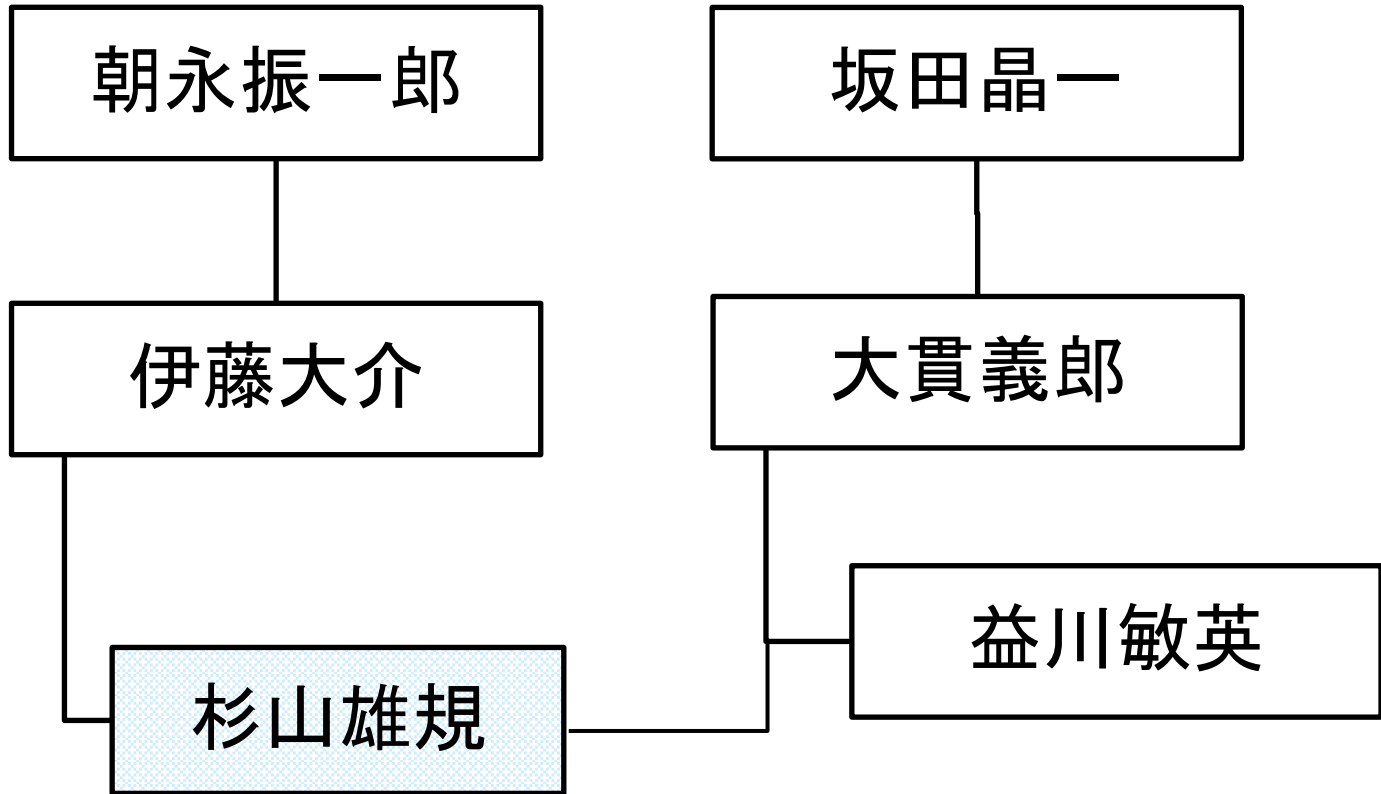 朝永振一郎
坂田晶一
伊藤大介
大貫義郎
益川敏英
杉山雄規